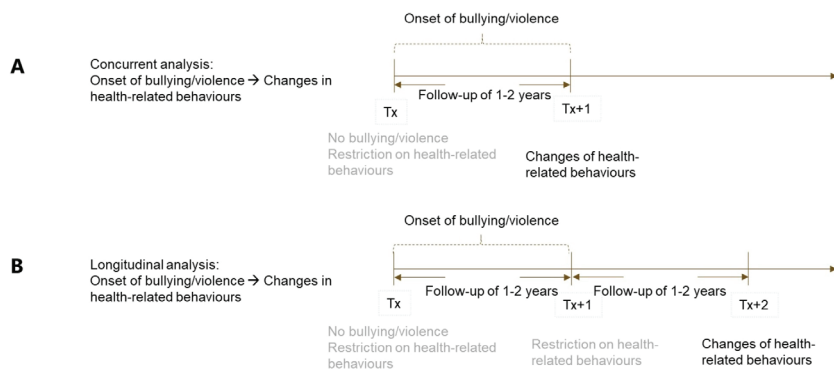 Onset of bullying/violence
A
Concurrent analysis:
Onset of bullying/violence → Changes in
health-related behaviours
Follow-up of 1-2 years
Tx
Tx+1
No bullying/violence
Restriction on health-related
behaviours
Changes of health-
related behaviours
Onset of bullying/violence
B
Longitudinal analysis:
Onset of bullying/violence → Changes in
health-related behaviours
Follow-up of 1-2 years
Follow-up of 1-2 years
Tx
Tx+1
Tx+2
No bullying/violence
Restriction on health-related
behaviours
Restriction on health-
related behaviours
Changes of health-
related behaviours